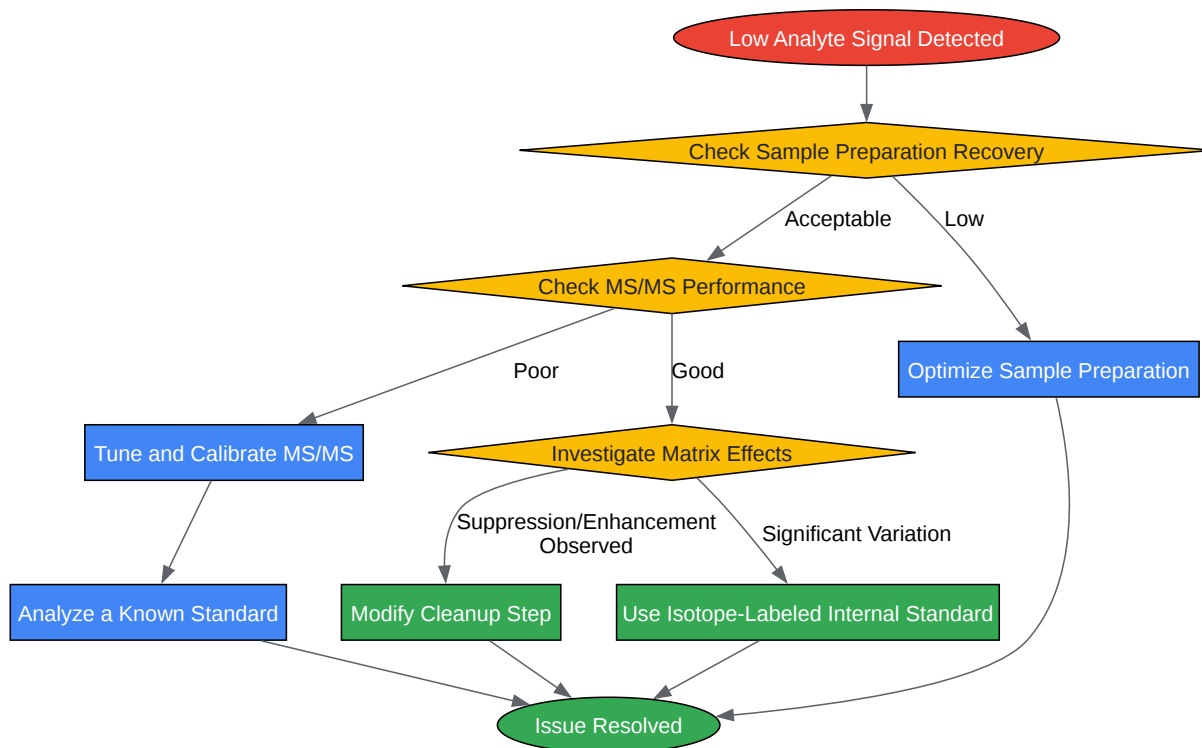 Low Analyte Signal Detected
Check Sample Preparation Recovery
Acceptable
Low
Check MS/MS Performance
Poor
Good
Optimize Sample Preparation
Tune and Calibrate MS/MS
Investigate Matrix Effects
Suppression/Enhancement
Observed
Significant Variation
Analyze a Known Standard
Modify Cleanup Step
Use Isotope-Labeled Internal Standard
Issue Resolved